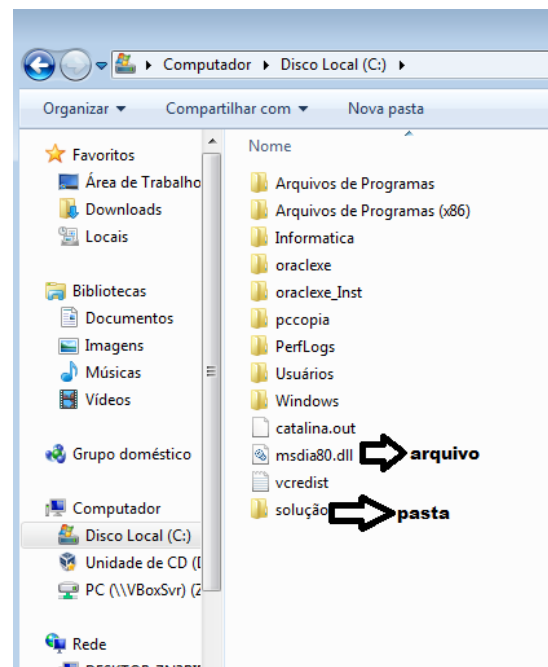 Computador Disco Local (C:)
Organizar Compartilhar com Nova pasta
Favoritos
Área de Trabalho
Downloads
Locais
Bibliotecas
Documentos
Imagens
Músicas
Vídeos
Grupo doméstico
Computador
Disco Local (C:)
Unidade de CD (
PC (\\VBoxSvr) (
Rede
Nome
Arquivos de Programas
Arquivos de Programas (x86)
Informatica
oraclexe
oraclexe_Inst
pccopia
PerfLogs
Usuários
Windows
catalina.out
msdia80.dll arquivo
vcredist
solução pasta